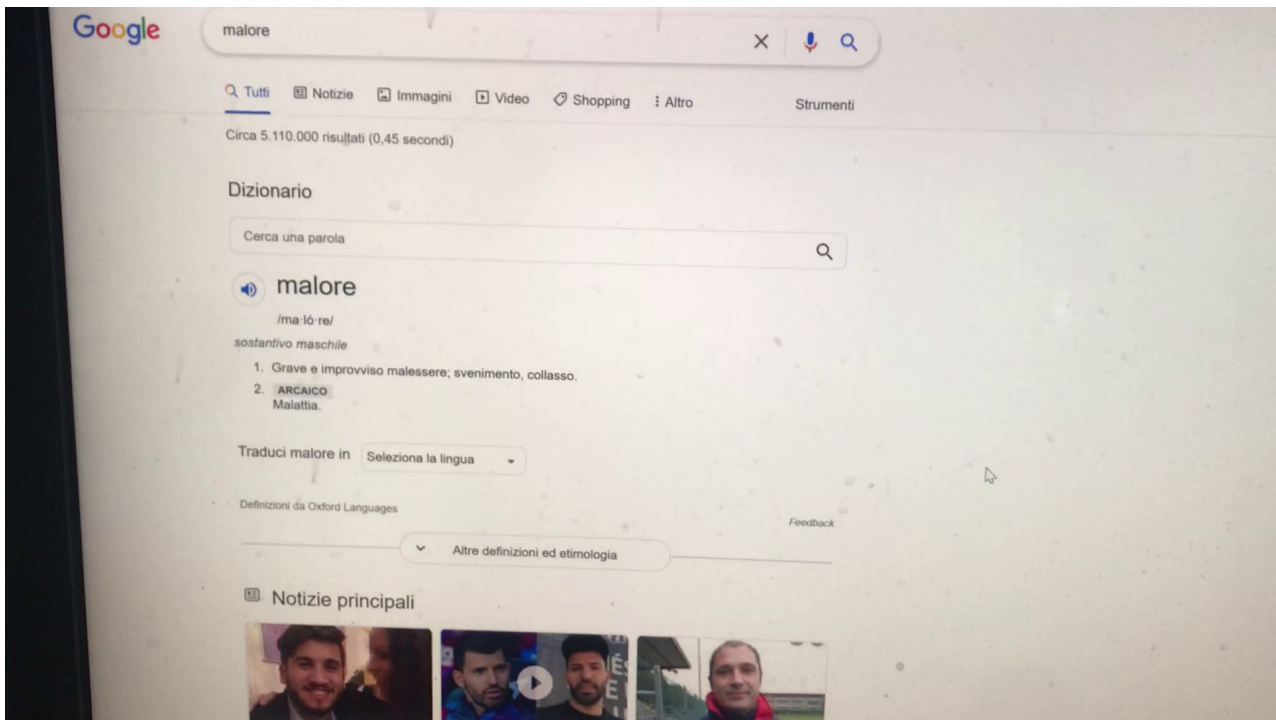 Google
malore
Tutti Notizie Immagini Video Shopping Altro Strumenti
Circa 5.110.000 risultati (0,45 secondi)
Dizionario
Cerca una parola
malore
/ma·ló·re/
sostantivo maschile
1. Grave e improvviso malessere; svenimento, collasso.
2. ARCAICO
Malattia.
Traduci malore in Seleziona la lingua
Definizioni da Oxford Languages
Feedback
Altre definizioni ed etimologia
Notizie principali